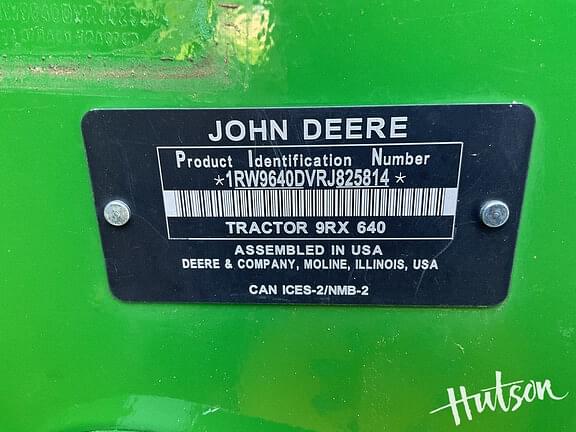 JOHN DEERE
Product Identification Number
*1RW9640DVRJ825814*
TRACTOR 9RX 640
ASSEMBLED IN USA
DEERE & COMPANY, MOLINE, ILLINOIS, USA
CAN ICES-2/NMB-2
Hutson